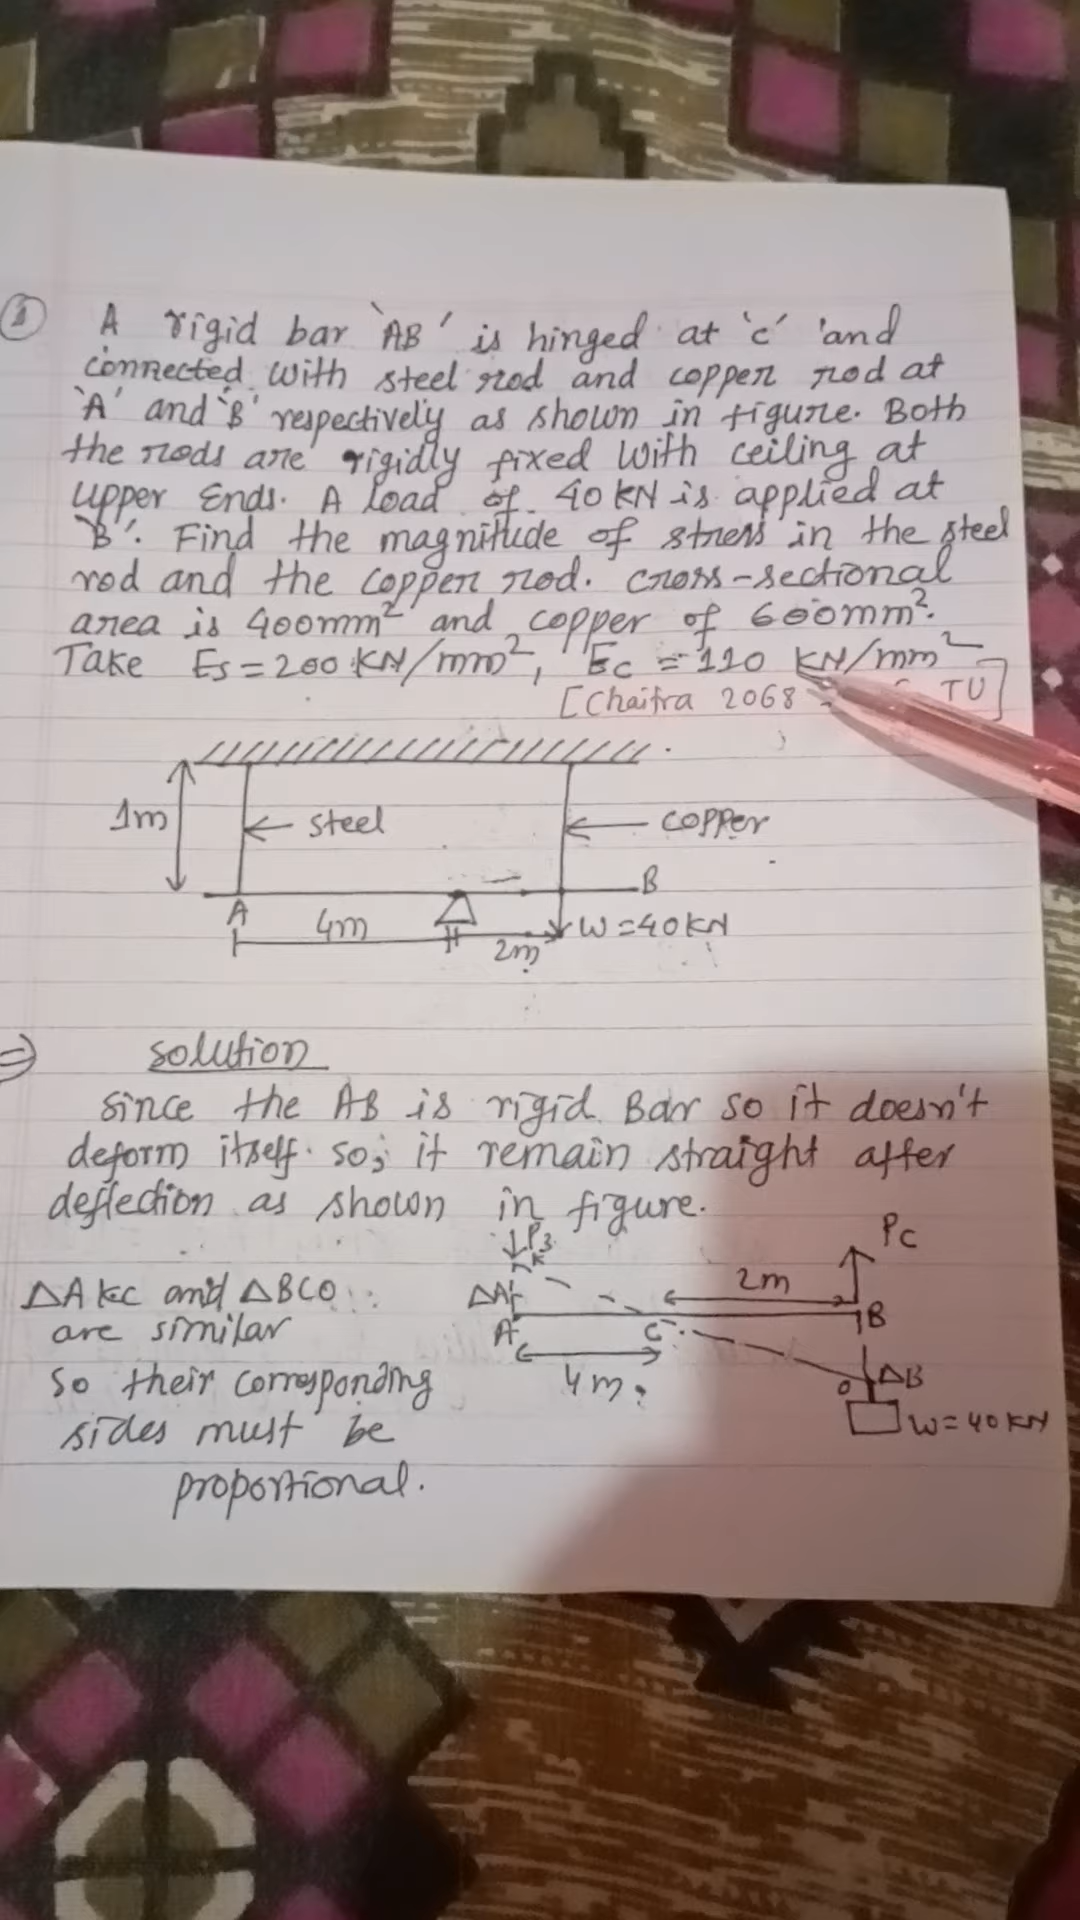 1 A rigid bar 'AB' is hinged at 'c' 'and
connected with steel rod and copper rod at
'A' and 'B' respectively as shown in figure. Both
the rods are rigidly fixed with ceiling at
upper Ends. A load of 40 KN is applied at
'B'. Find the magnitude of stress in the steel
rod and the copper rod. cross-sectional
area is 400mm² and copper of 600mm².
Take Es = 200 KN/mm², Ec = 110 KN/mm²
[Chaitra 2068 TU]
1m
steel
copper
A
B
4m
2m
W = 40 KN
=> solution
since the AB is rigid Bar so it doesn't
deform itself. so; it remain straight after
deflection as shown in figure.
ΔAKC and ΔBCO
are similar
so their corresponding
sides must be
proportional.
K
Pc
2m
ΔA
A
C
B
4m
O
ΔB
W = 40 KN